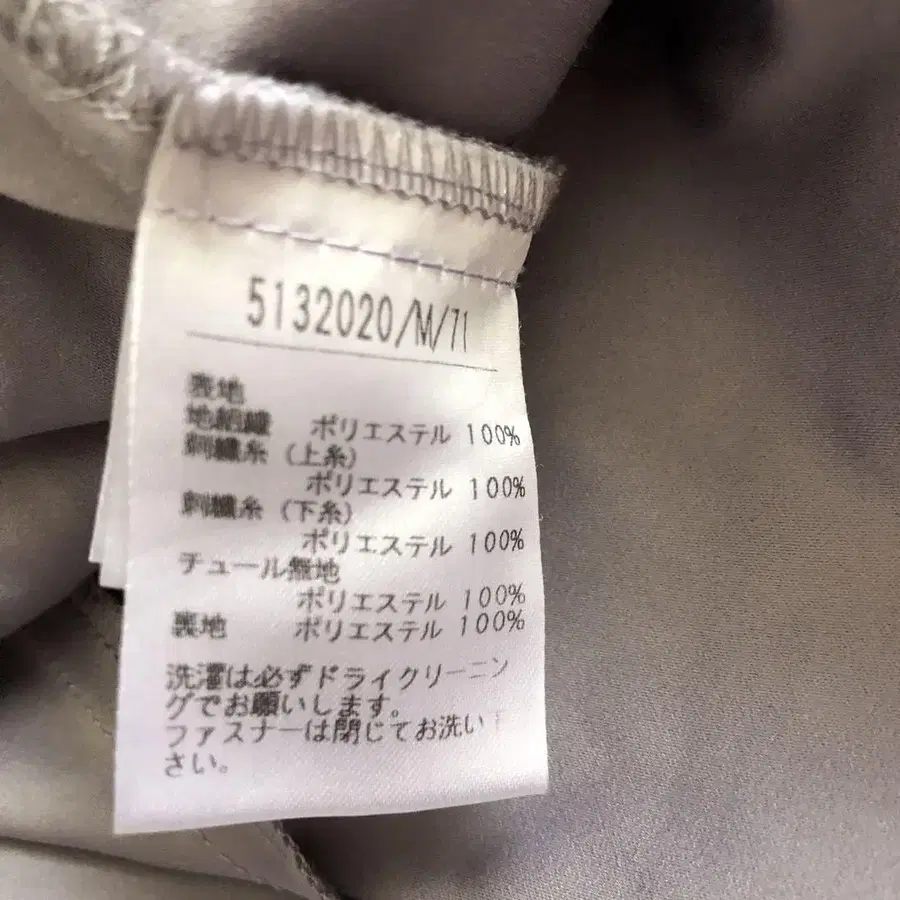 5132020/M/71
表地
地組織 ポリエステル 100%
刺繍糸(上糸)
ポリエステル 100%
刺繍糸(下糸)
ポリエステル 100%
チュール無地
ポリエステル 100%
裏地 ポリエステル 100%
洗濯は必ずドライクリーニン
グでお願いします。
ファスナーは閉じてお洗い下
さい。